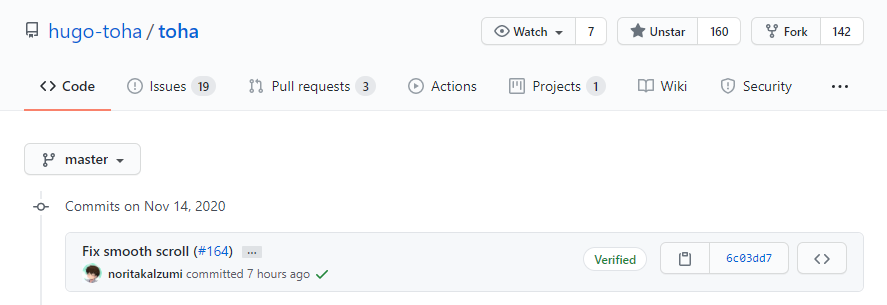 hugo-toha / toha
Watch 7 Unstar 160 Fork 142
Code Issues 19 Pull requests 3 Actions Projects 1 Wiki Security ...
master
Commits on Nov 14, 2020
Fix smooth scroll (#164) ...
noritakaIzumi committed 7 hours ago
Verified 6c03dd7